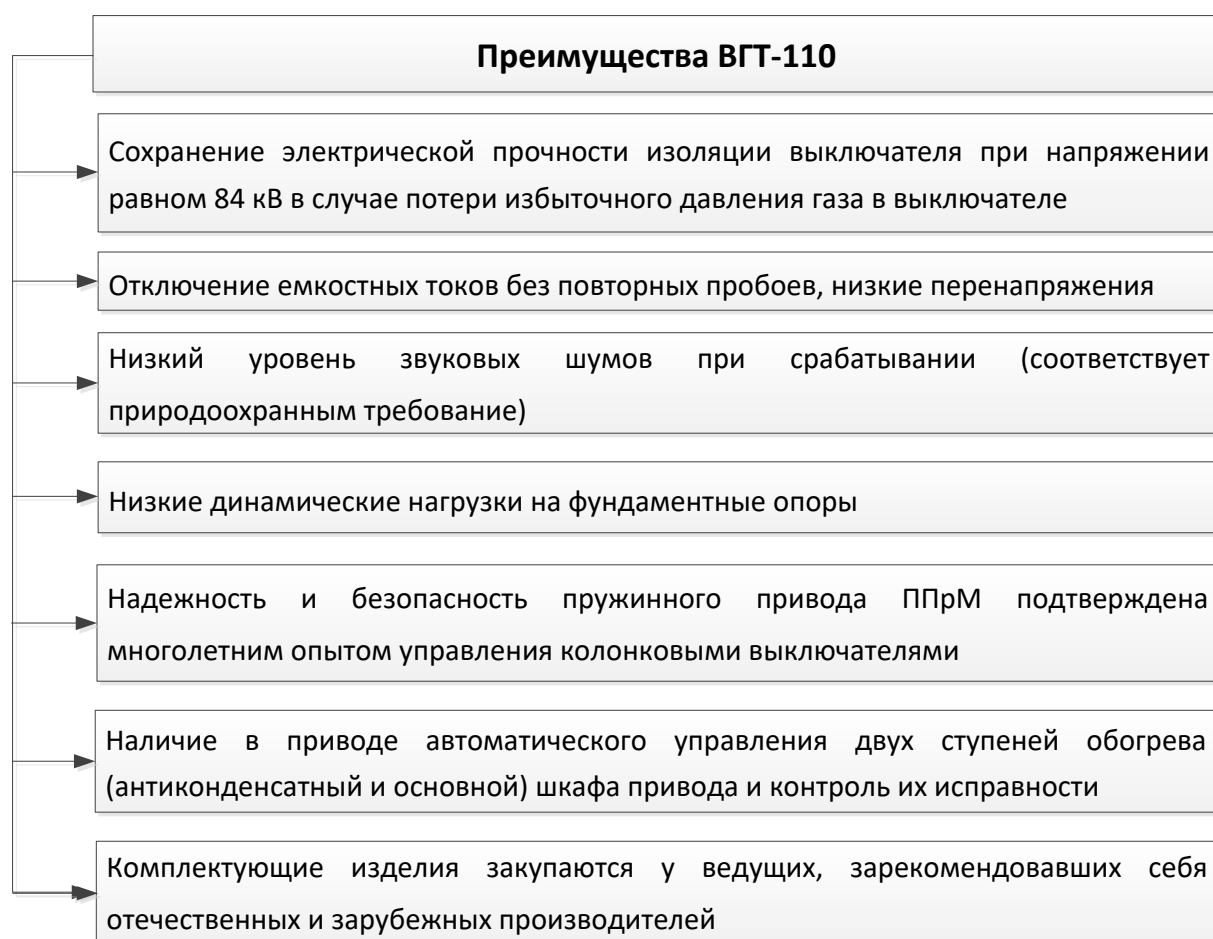 Преимущества ВГТ-110
Сохранение электрической прочности изоляции выключателя при напряжении
равном 84 кВ в случае потери избыточного давления газа в выключателе
Отключение емкостных токов без повторных пробоев, низкие перенапряжения
Низкий уровень звуковых шумов при срабатывании (соответствует
природоохранным требование)
Низкие динамические нагрузки на фундаментные опоры
Надежность и безопасность пружинного привода ППрМ подтверждена
многолетним опытом управления колонковыми выключателями
Наличие в приводе автоматического управления двух ступеней обогрева
(антиконденсатный и основной) шкафа привода и контроль их исправности
Комплектующие изделия закупаются у ведущих, зарекомендовавших себя
отечественных и зарубежных производителей